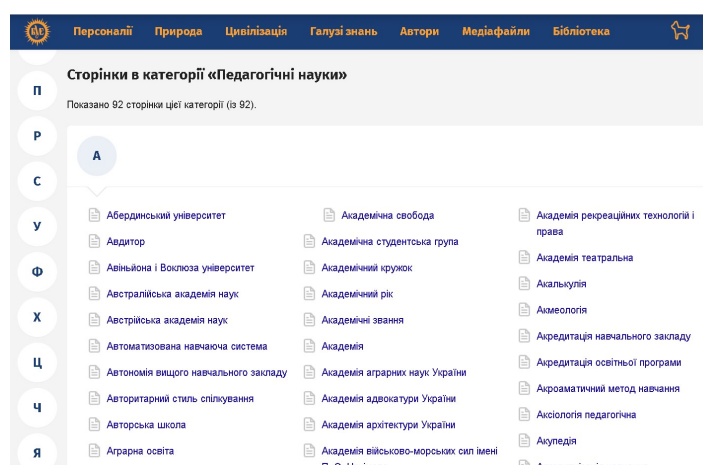 ВУЕ
Персоналії Природа Цивілізація Галузі знань Автори Медіафайли Бібліотека
П
Р
С
У
Ф
Х
Ц
Ч
Я
Сторінки в категорії «Педагогічні науки»
Показано 92 сторінки цієї категорії (із 92).
А
Абердинський університет
Авдитор
Авіньйона і Воклюза університет
Австралійська академія наук
Австрійська академія наук
Автоматизована навчаюча система
Автономія вищого навчального закладу
Авторитарний стиль спілкування
Авторська школа
Аграрна освіта
Академічна свобода
Академічна студентська група
Академічний кружок
Академічний рік
Академічні звання
Академія
Академія аграрних наук України
Академія адвокатури України
Академія архітектури України
Академія військово-морських сил імені
Академія рекреаційних технологій і
права
Академія театральна
Акалькулія
Акмеологія
Акредитація навчального закладу
Акредитація освітньої програми
Акроаматичний метод навчання
Аксіологія педагогічна
Акупедія